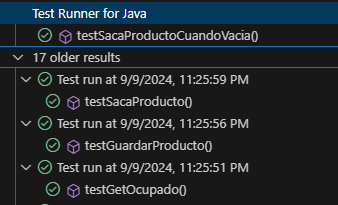 Test Runner for Java
testSacaProductoCuandoVacia()
17 older results
Test run at 9/9/2024, 11:25:59 PM
testSacaProducto()
Test run at 9/9/2024, 11:25:56 PM
testGuardarProducto()
Test run at 9/9/2024, 11:25:51 PM
testGetOcupado()